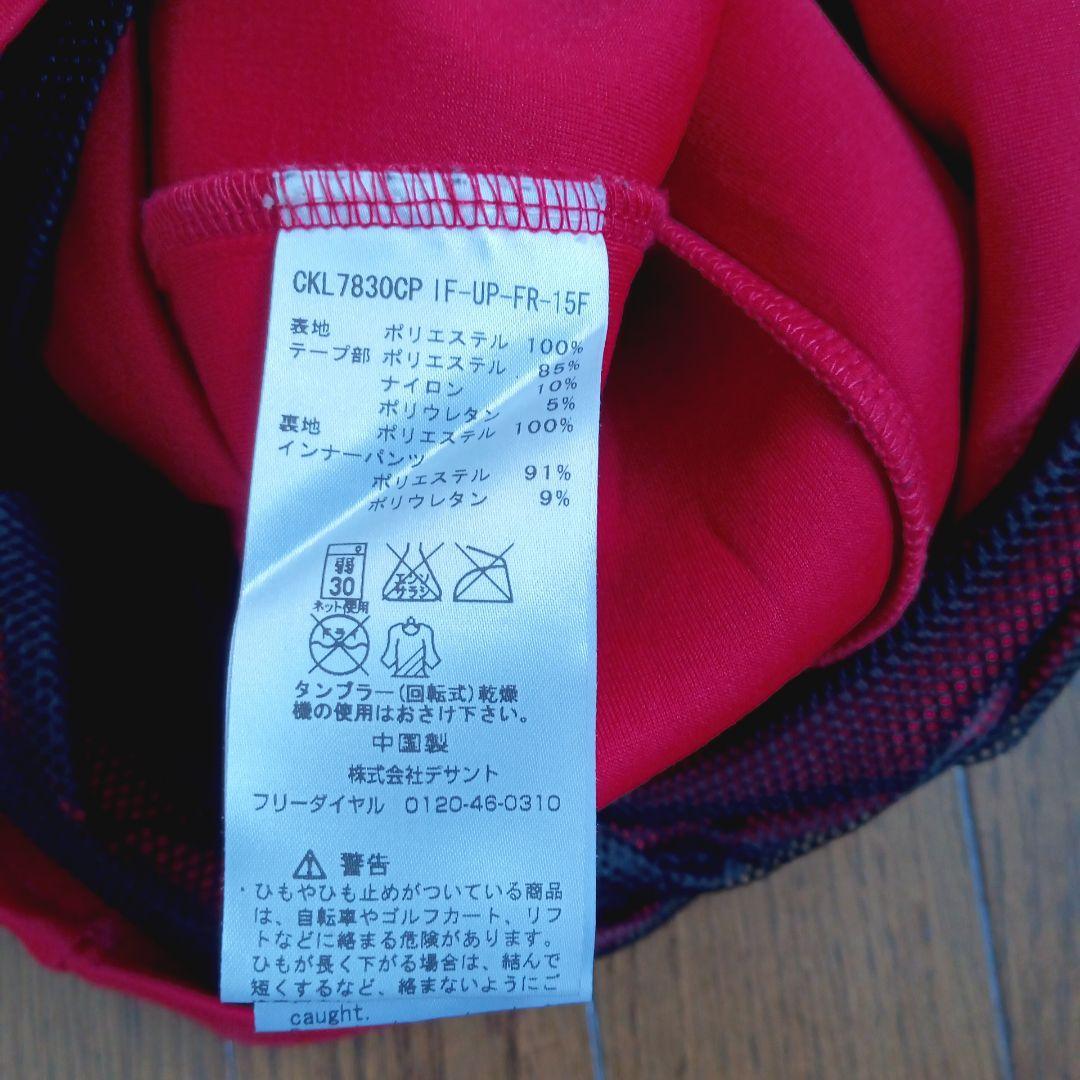 CKL7830CP IF-UP-FR-15F
表地 ポリエステル 100%
テープ部 ポリエステル 85%
ナイロン 10%
ポリウレタン 5%
裏地 ポリエステル 100%
インナーパンツ
ポリエステル 91%
ポリウレタン 9%
弱
30
ネット使用
エンソ
サラシ
ドライ
タンブラー(回転式)乾燥
機の使用はおさけ下さい。
中国製
株式会社デサント
フリーダイヤル 0120-46-0310
警告
・ひもやひも止めがついている商品
は、自転車やゴルフカート、リフ
トなどに絡まる危険があります。
ひもが長く下がる場合は、結んで
短くするなど、絡まないようにご
caught.